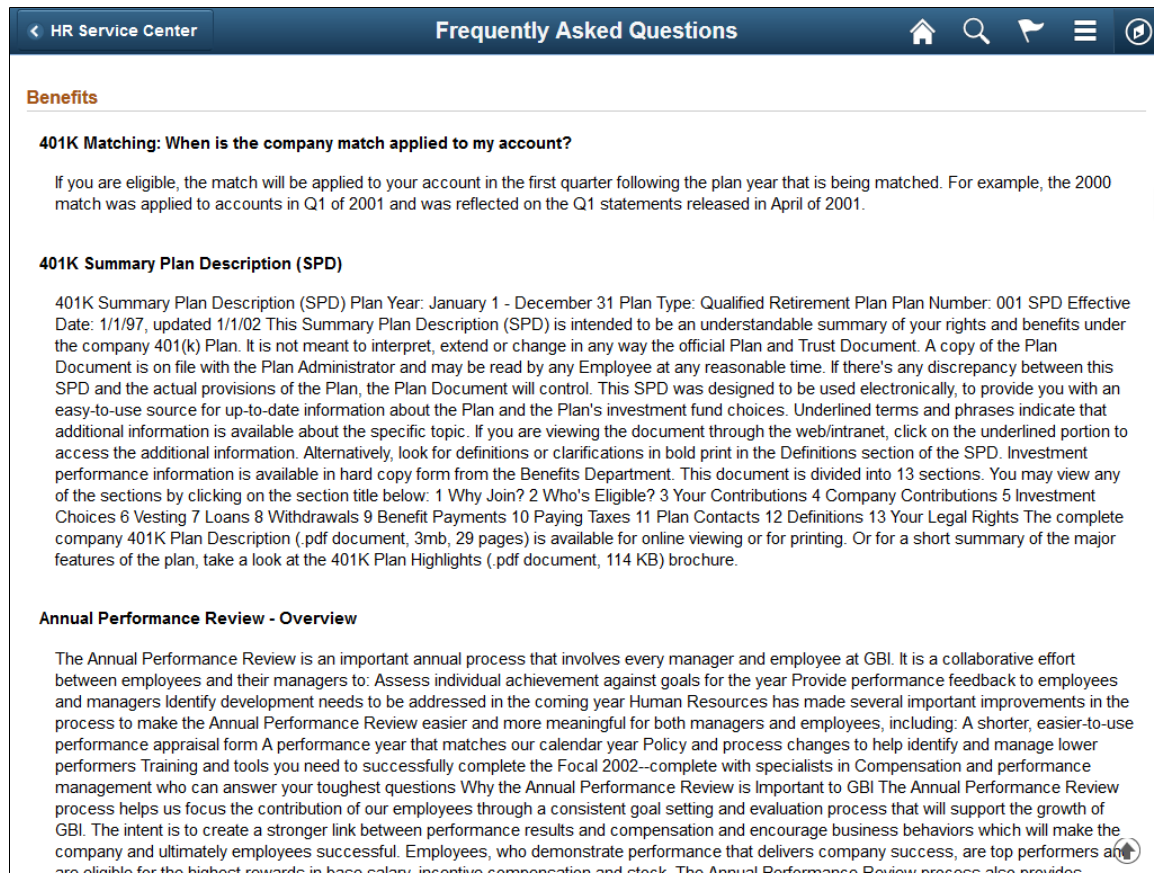 HR Service Center
Frequently Asked Questions
Benefits
401K Matching: When is the company match applied to my account?
If you are eligible, the match will be applied to your account in the first quarter following the plan year that is being matched. For example, the 2000
match was applied to accounts in Q1 of 2001 and was reflected on the Q1 statements released in April of 2001.
401K Summary Plan Description (SPD)
401K Summary Plan Description (SPD) Plan Year: January 1 - December 31 Plan Type: Qualified Retirement Plan Plan Number: 001 SPD Effective
Date: 1/1/97, updated 1/1/02 This Summary Plan Description (SPD) is intended to be an understandable summary of your rights and benefits under
the company 401(k) Plan. It is not meant to interpret, extend or change in any way the official Plan and Trust Document. A copy of the Plan
Document is on file with the Plan Administrator and may be read by any Employee at any reasonable time. If there's any discrepancy between this
SPD and the actual provisions of the Plan, the Plan Document will control. This SPD was designed to be used electronically, to provide you with an
easy-to-use source for up-to-date information about the Plan and the Plan's investment fund choices. Underlined terms and phrases indicate that
additional information is available about the specific topic. If you are viewing the document through the web/intranet, click on the underlined portion to
access the additional information. Alternatively, look for definitions or clarifications in bold print in the Definitions section of the SPD. Investment
performance information is available in hard copy form from the Benefits Department. This document is divided into 13 sections. You may view any
of the sections by clicking on the section title below: 1 Why Join? 2 Who's Eligible? 3 Your Contributions 4 Company Contributions 5 Investment
Choices 6 Vesting 7 Loans 8 Withdrawals 9 Benefit Payments 10 Paying Taxes 11 Plan Contacts 12 Definitions 13 Your Legal Rights The complete
company 401K Plan Description (.pdf document, 3mb, 29 pages) is available for online viewing or for printing. Or for a short summary of the major
features of the plan, take a look at the 401K Plan Highlights (.pdf document, 114 KB) brochure.
Annual Performance Review - Overview
The Annual Performance Review is an important annual process that involves every manager and employee at GBI. It is a collaborative effort
between employees and their managers to: Assess individual achievement against goals for the year Provide performance feedback to employees
and managers Identify development needs to be addressed in the coming year Human Resources has made several important improvements in the
process to make the Annual Performance Review easier and more meaningful for both managers and employees, including: A shorter, easier-to-use
performance appraisal form A performance year that matches our calendar year Policy and process changes to help identify and manage lower
performers Training and tools you need to successfully complete the Focal 2002--complete with specialists in Compensation and performance
management who can answer your toughest questions Why the Annual Performance Review is Important to GBI The Annual Performance Review
process helps us focus the contribution of our employees through a consistent goal setting and evaluation process that will support the growth of
GBI. The intent is to create a stronger link between performance results and compensation and encourage business behaviors which will make the
company and ultimately employees successful. Employees, who demonstrate performance that delivers company success, are top performers and
are eligible for the highest rewards in base salary, incentive compensation and stock. The Annual Performance Review process also provides